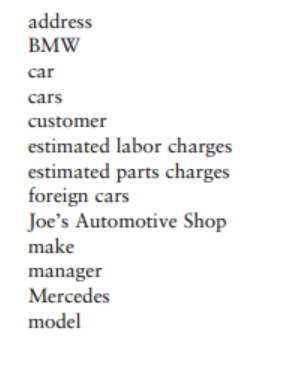 address
BMW
car
cars
customer
estimated labor charges
estimated parts charges
foreign cars
Joe’s Automotive Shop
make
manager
Mercedes
model